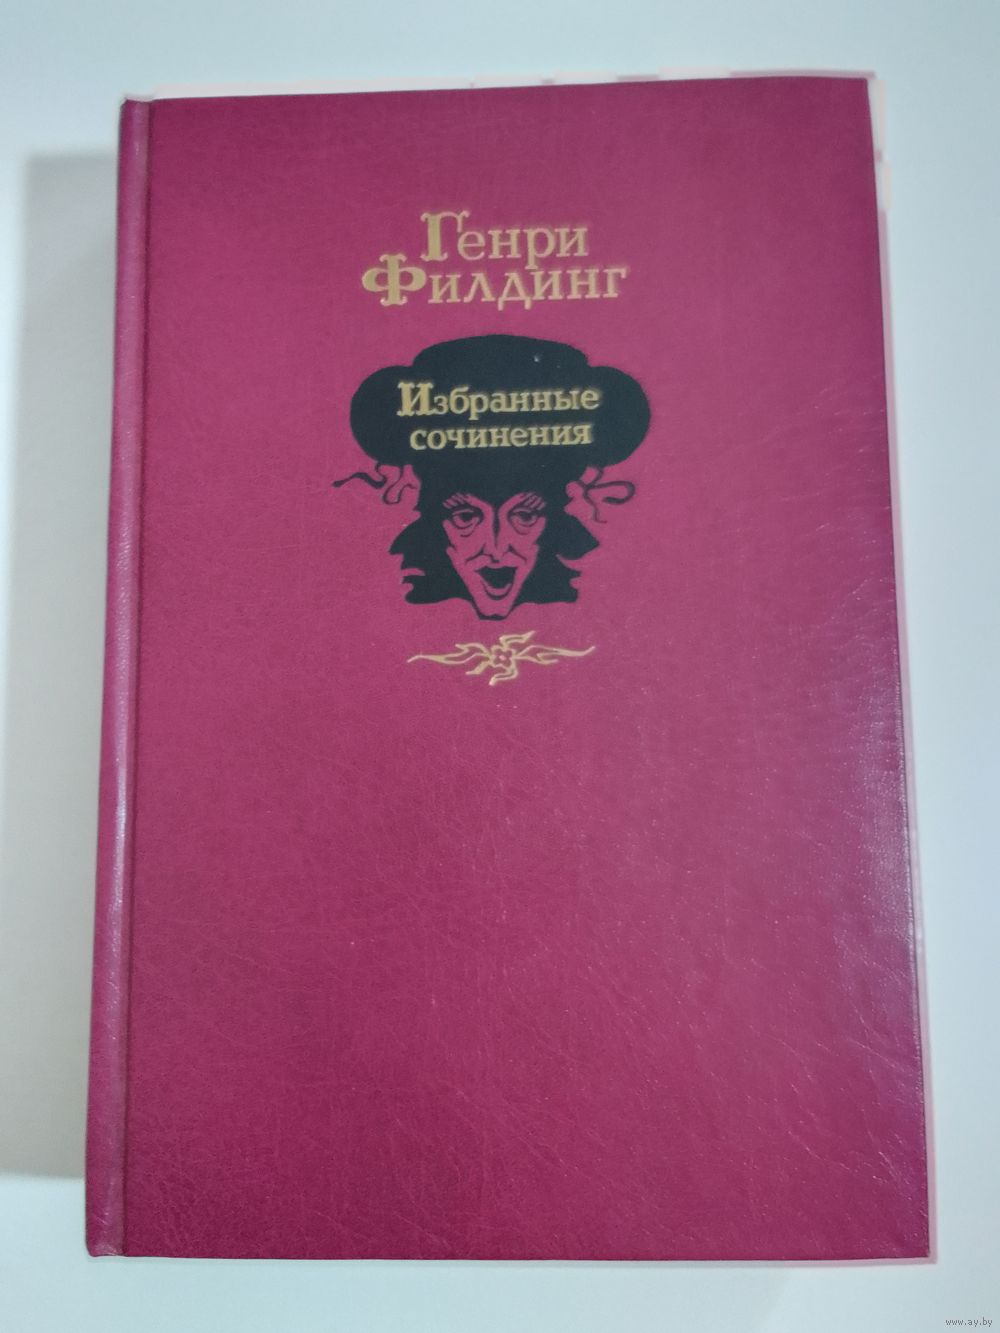 Генри
Филдинг
Избранные
сочинения
www.ay.by